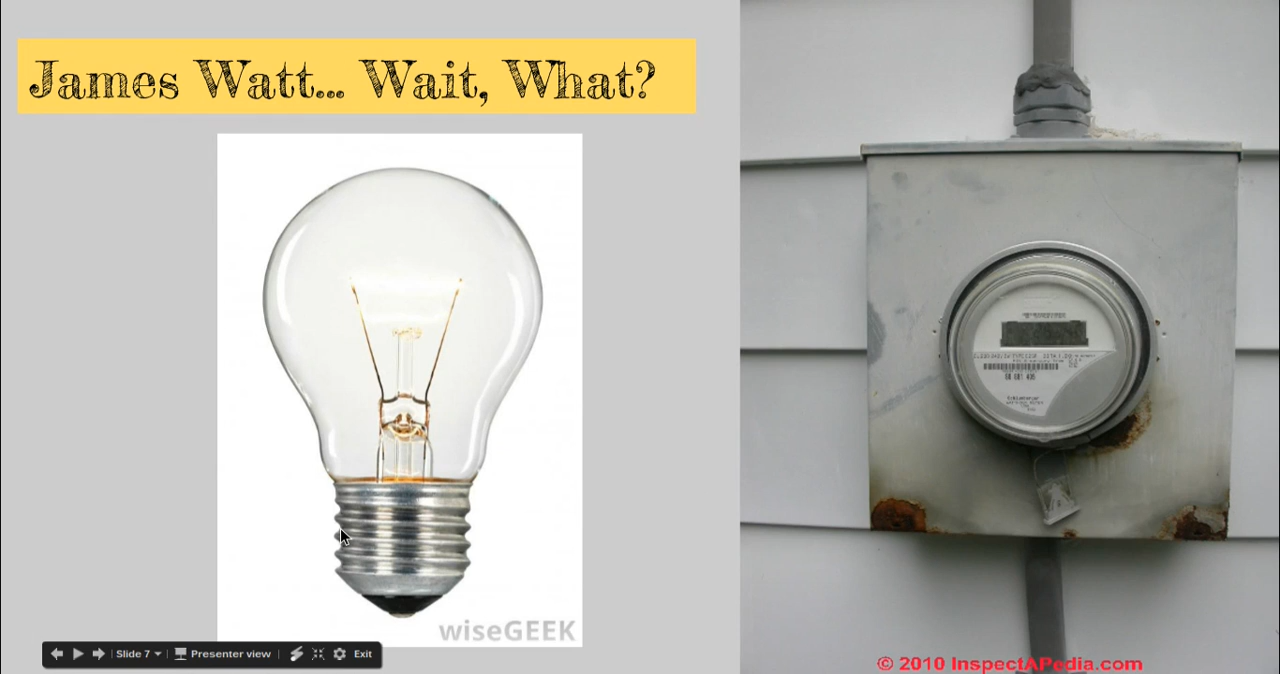 James Watt... Wait, What?
wiseGEEK
Slide 7
Presenter view
Exit
© 2010 InspectAPedia.com